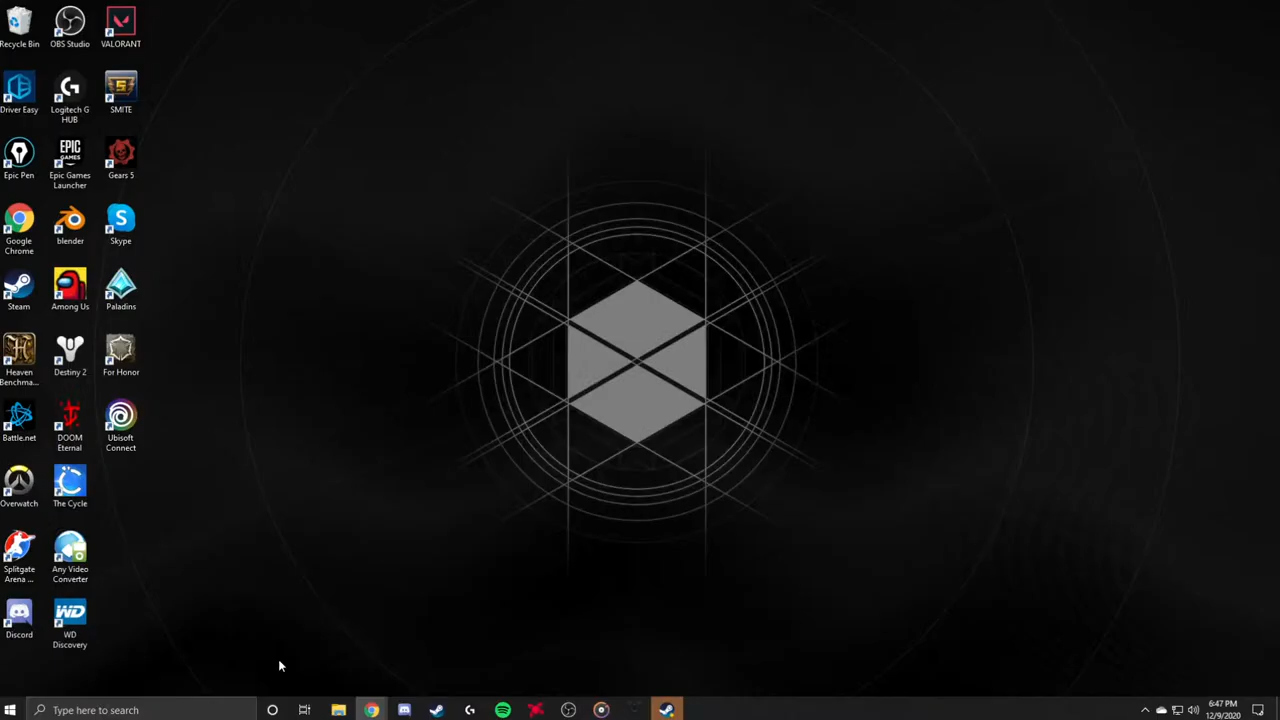 Recycle Bin
OBS Studio
VALORANT
Driver Easy
Logitech G
HUB
SMITE
Epic Pen
EPIC
GAMES
Epic Games
Launcher
Gears 5
Google
Chrome
blender
Skype
Steam
Among Us
Paladins
Heaven
Benchma...
Destiny 2
For Honor
Battle.net
DOOM
Eternal
Ubisoft
Connect
Overwatch
The Cycle
Splitgate
Arena ...
Any Video
Converter
Discord
WD
WD
Discovery
Type here to search
6:47 PM
12/9/2020